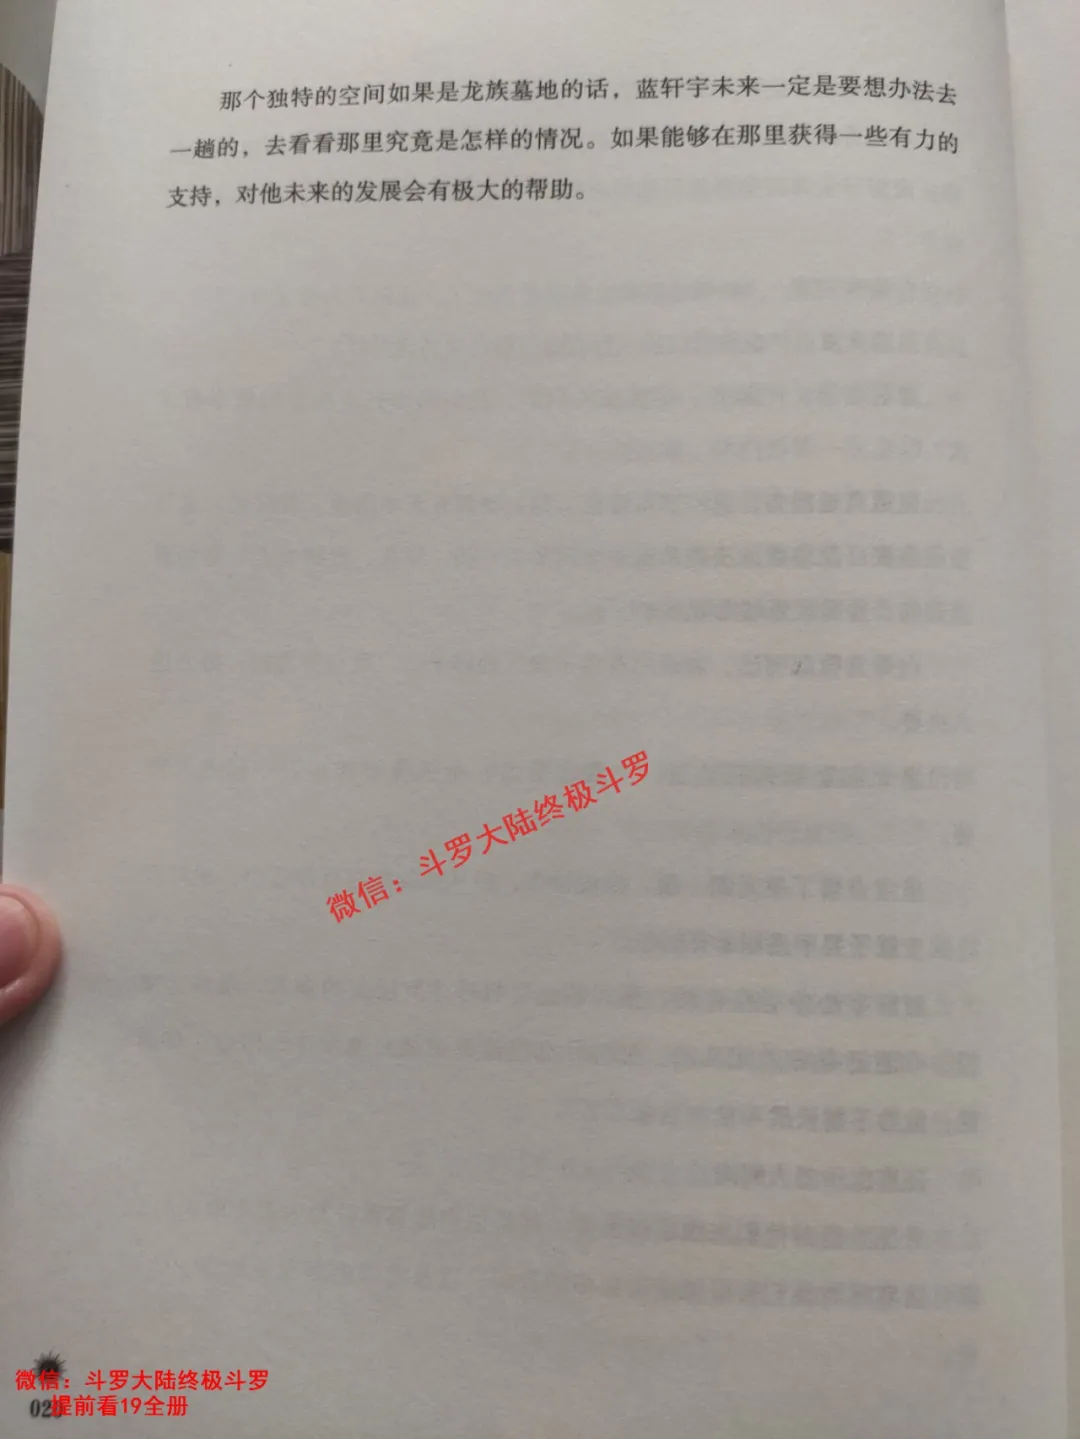 那个独特的空间如果是龙族墓地的话，蓝轩宇未来一定是要想办法去
一趟的，去看看那里究竟是怎样的情况。如果能够在那里获得一些有力的
支持，对他未来的发展会有极大的帮助。
微信：斗罗大陆终极斗罗
微信：斗罗大陆终极斗罗
提前看19全册